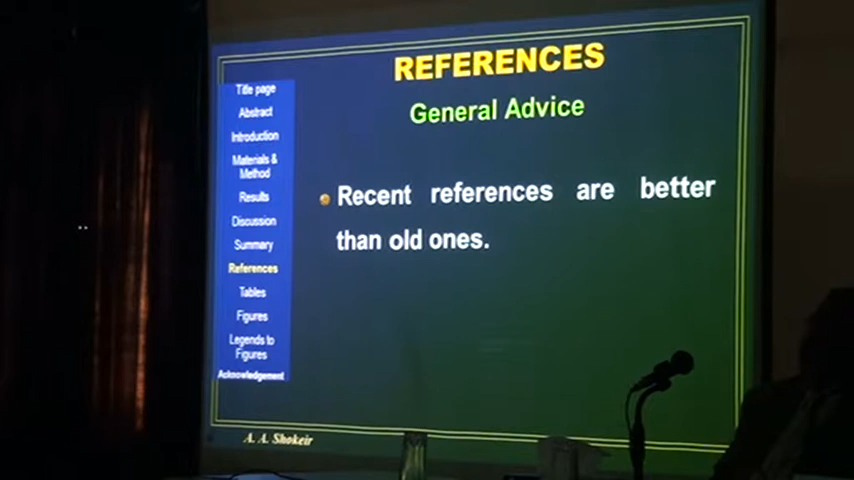 REFERENCES
General Advice
Title page
Abstract
Introduction
Materials &
Method
Results
Discussion
Summary
References
Tables
Figures
Legends to
Figures
Acknowledgement
Recent references are better
than old ones.
A. A. Shokeir